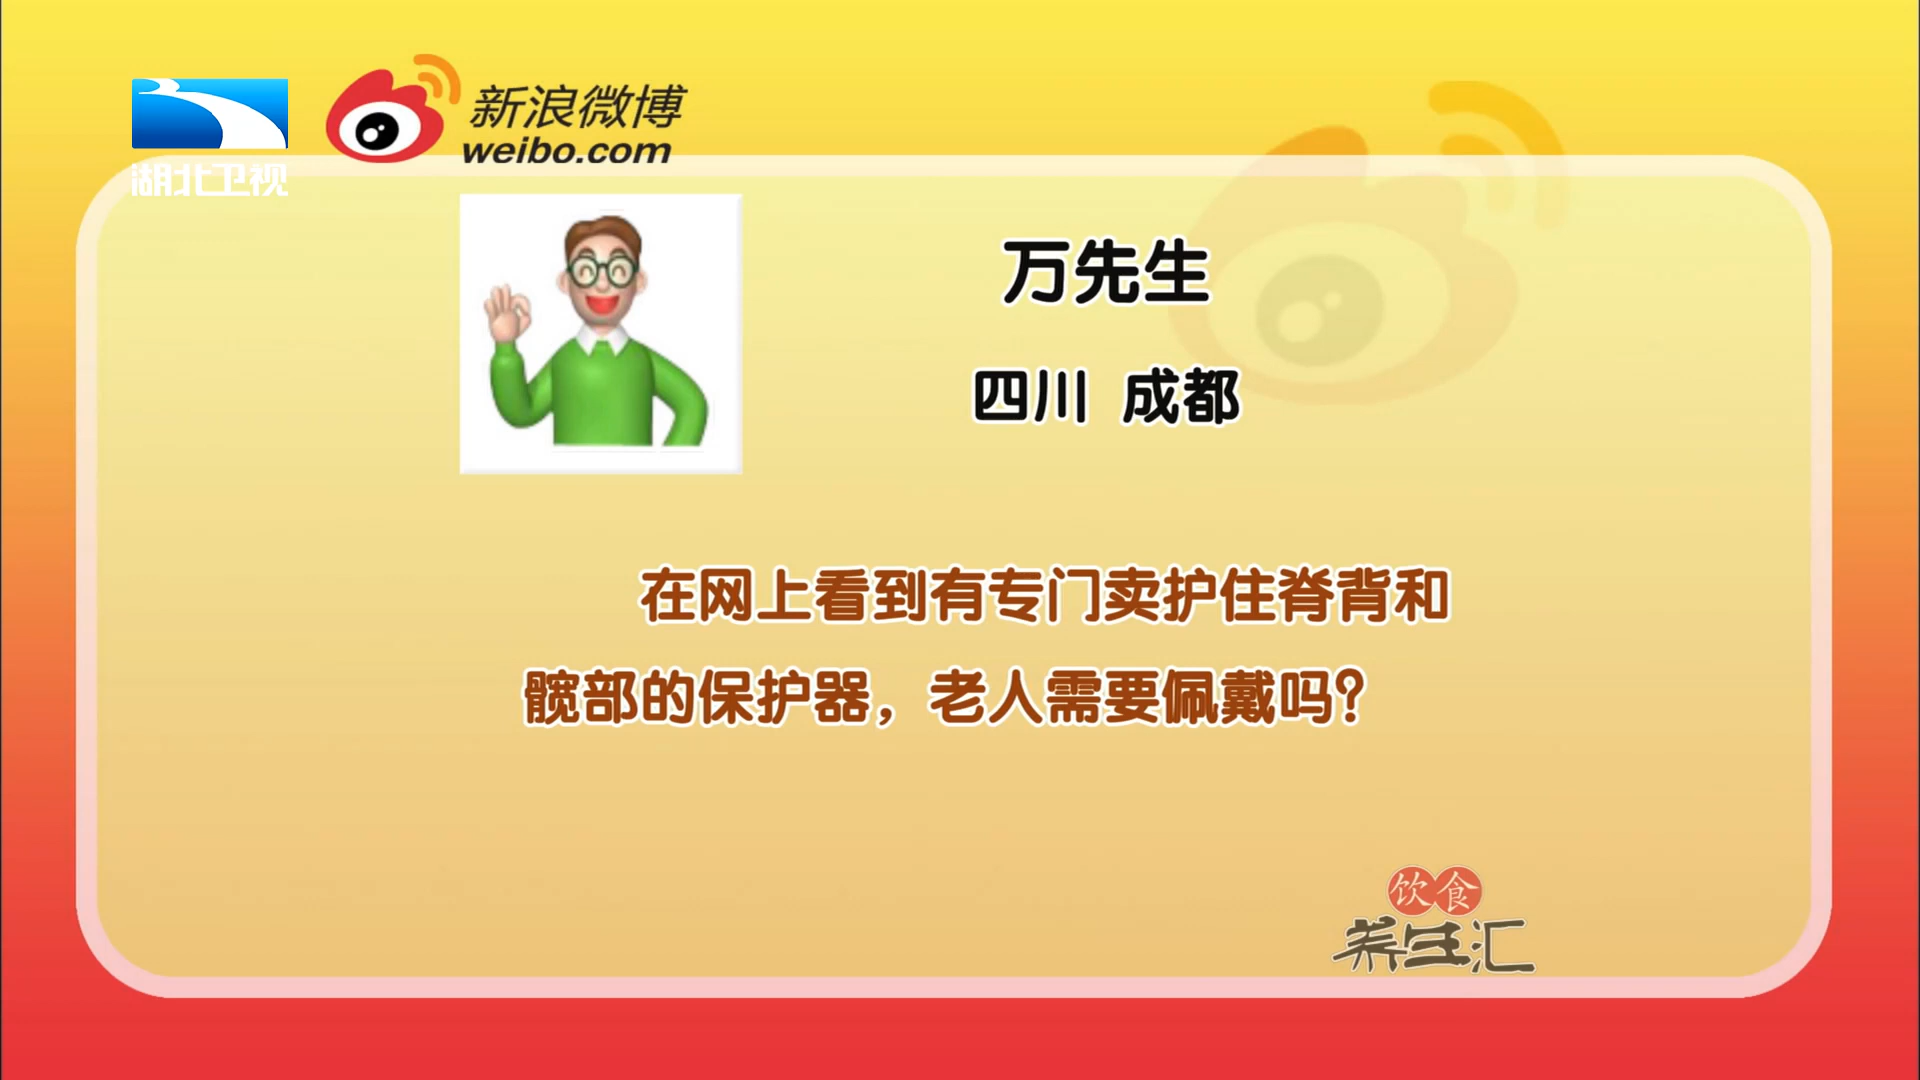 新浪微博
weibo.com
湖北卫视
万先生
四川 成都
在网上看到有专门卖护住脊背和
髋部的保护器，老人需要佩戴吗？
饮食
养生汇